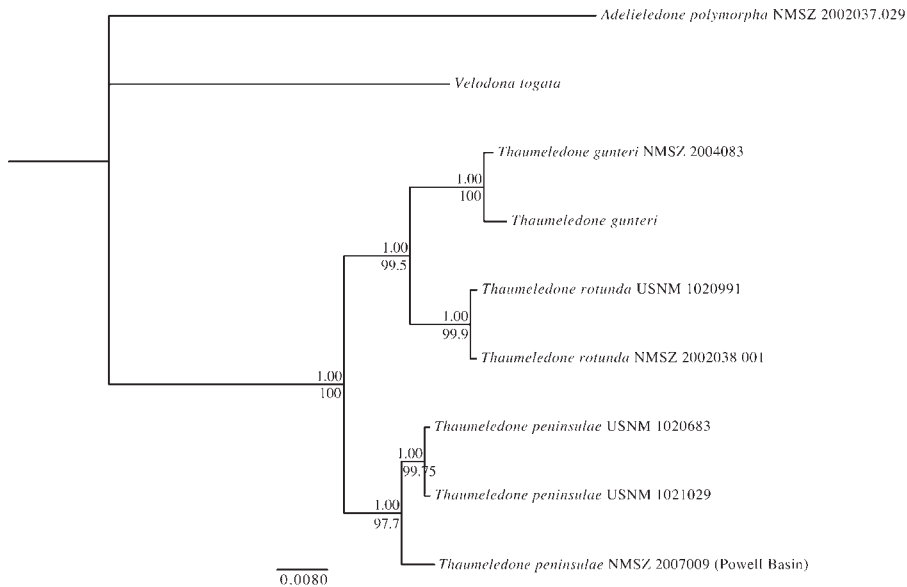 Adelieledone polymorpha NMSZ 2002037.029
Velodona togata
Thaumeledone gunteri NMSZ 2004083
1.00
100
Thaumeledone gunteri
1.00
99.5
Thaumeledone rotunda USNM 1020991
1.00
99.9
Thaumeledone rotunda NMSZ 2002038 001
1.00
100
Thaumeledone peninsulae USNM 1020683
1.00
99.75
Thaumeledone peninsulae USNM 1021029
1.00
97.7
Thaumeledone peninsulae NMSZ 2007009 (Powell Basin)
0.0080